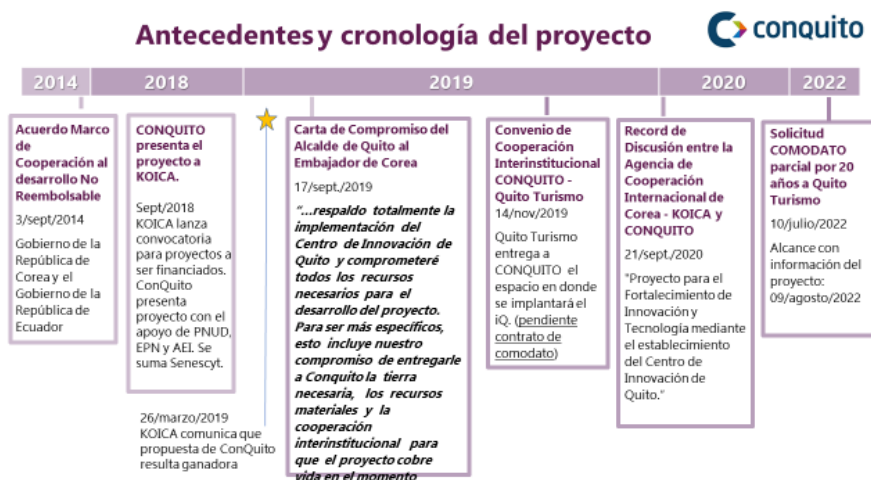 Antecedentes y cronología del proyecto
conquito
2014
2018
2019
2020
2022
Acuerdo Marco
de
Cooperación al
desarrollo No
Reembolsable
3/sept/2014
Gobierno de la
República de
Corea y el
Gobierno de la
República de
Ecuador
CONQUITO
presenta el
proyecto a
KOICA.
Sept/2018
KOICA lanza
convocatoria
para proyectos a
ser financiados.
ConQuito
presenta
proyecto con el
apoyo de PNUD,
EPN y AEI. Se
suma Senescyt.
26/marzo/2019
KOICA comunica que
propuesta de ConQuito
resulta ganadora
Carta de Compromiso del
Alcalde de Quito al
Embajador de Corea
17/sept./2019
"...respaldo totalmente la
implementación del
Centro de Innovación de
Quito y comprometeré
todos los recursos
necesarios para el
desarrollo del proyecto.
Para ser más específicos,
esto incluye nuestro
compromiso de entregarle
a Conquito la tierra
necesaria, los recursos
materiales y la
cooperación
interinstitucional para
que el proyecto cobre
vida en el momento
Convenio de
Cooperación
Interinstitucional
CONQUITO -
Quito Turismo
14/nov/2019
Quito Turismo
entrega a
CONQUITO el
espacio en donde
se implantará el
iQ. (pendiente
contrato de
comodato)
Record de
Discusión entre la
Agencia de
Cooperación
Internacional de
Corea - KOICA y
CONQUITO
21/sept./2020
"Proyecto para el
Fortalecimiento de
Innovación y
Tecnología mediante
el establecimiento
del Centro de
Innovación de
Quito."
Solicitud
COMODATO
parcial por 20
años a Quito
Turismo
10/julio/2022
Alcance con
información del
proyecto:
09/agosto/2022